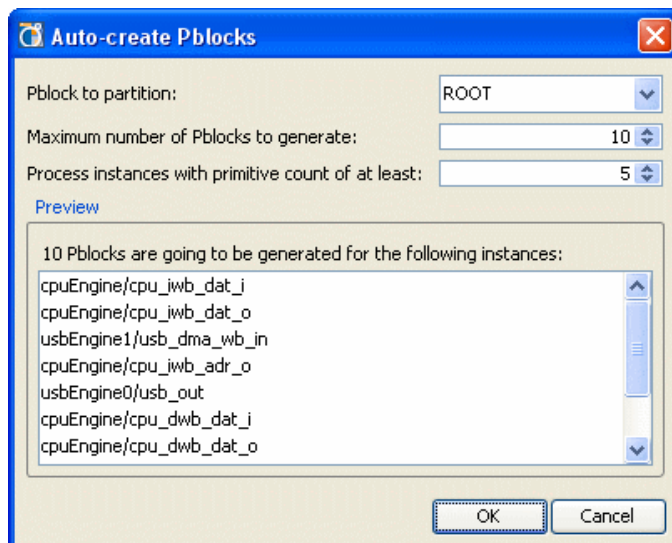 Auto-create Pblocks
Pblock to partition: ROOT
Maximum number of Pblocks to generate: 10
Process instances with primitive count of at least: 5
Preview
10 Pblocks are going to be generated for the following instances:
cpuEngine/cpu_iwb_dat_i
cpuEngine/cpu_iwb_dat_o
usbEngine1/usb_dma_wb_in
cpuEngine/cpu_iwb_adr_o
usbEngine0/usb_out
cpuEngine/cpu_dwb_dat_i
cpuEngine/cpu_dwb_dat_o
OK Cancel